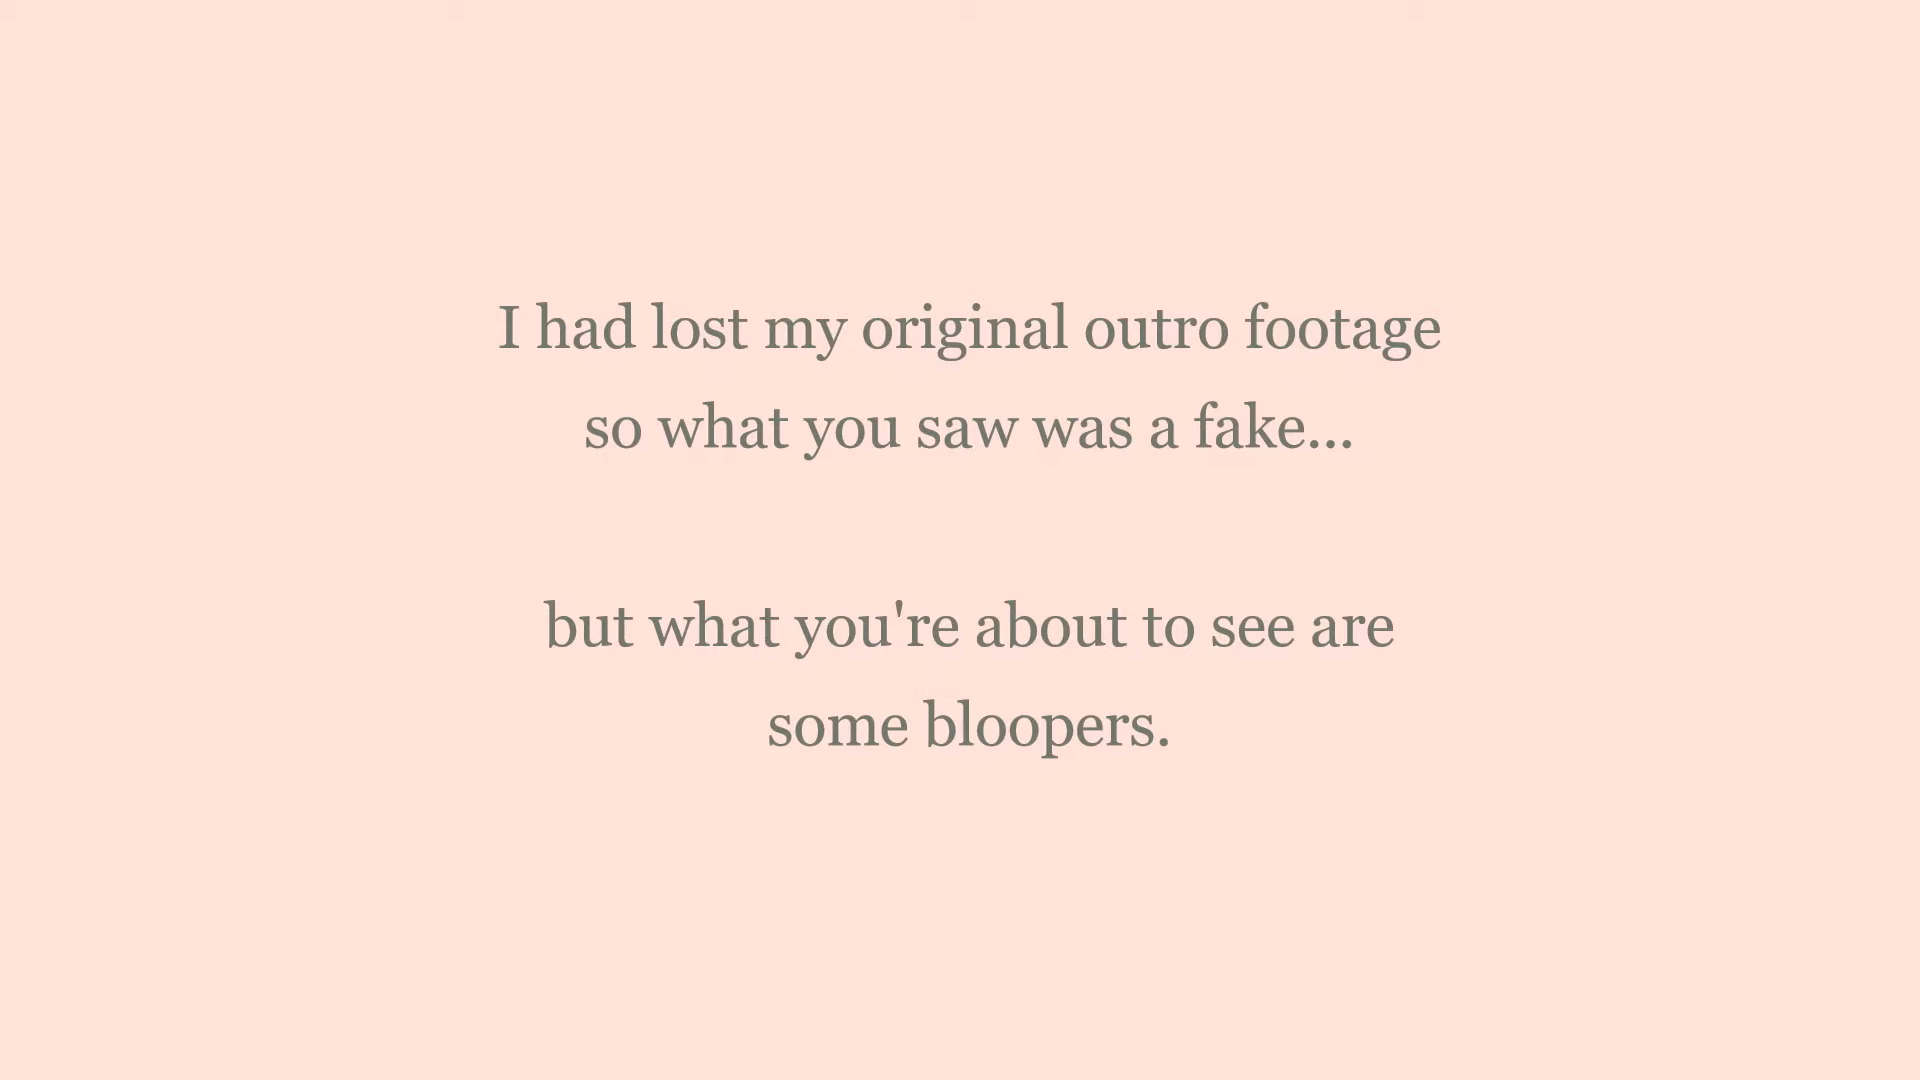 I had lost my original outro footage
so what you saw was a fake...
but what you're about to see are
some bloopers.